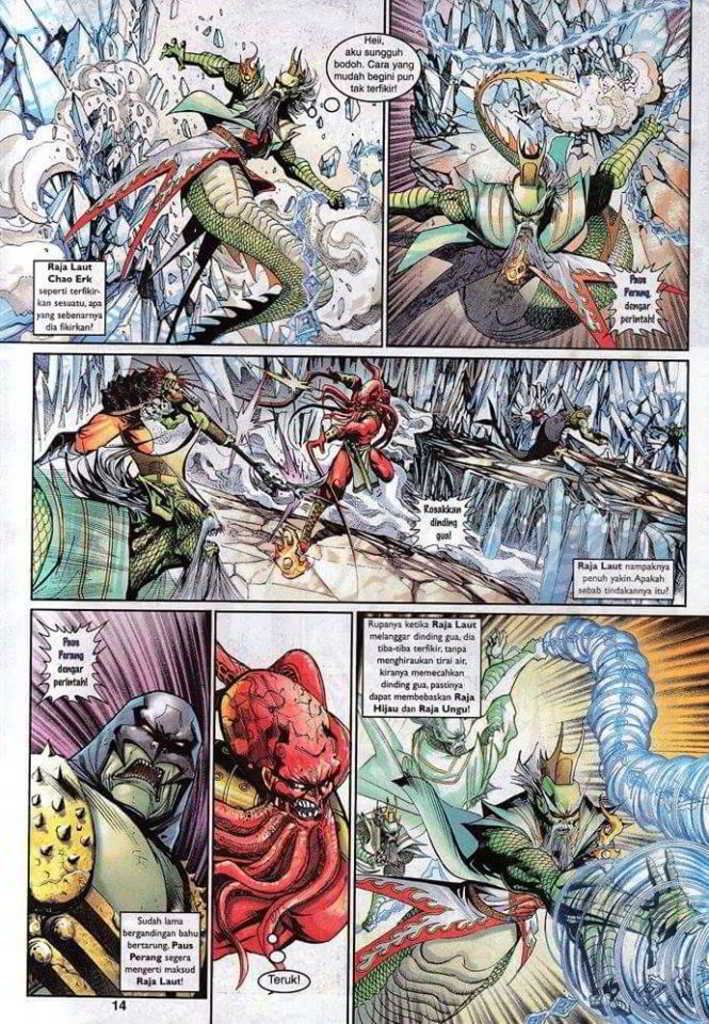 Heii,
aku sungguh
bodoh. Cara yang
mudah begini pun
tak terfikir!
Raja Laut
Chao Erk
seperti terfikir-
kan sesuatu, apa
yang sebenarnya
dia fikirkan?
Paus
Perang,
dengar
perintah!
Rosakkan
dinding
gua!
Raja Laut nampaknya
penuh yakin. Apakah
sebab tindakannya itu?
Paus
Perang
dengar
perintah!
Sudah lama
bergandingan bahu
bertarung, Paus
Perang segera
mengerti maksud
Raja Laut!
Teruk!
Rupanya ketika Raja Laut
melanggar dinding gua, dia
tiba-tiba terfikir, tanpa
menghiraukan tirai air,
kiranya memecahkan
dinding gua, pastinya
dapat membebaskan Raja
Hijau dan Raja Ungu!
14